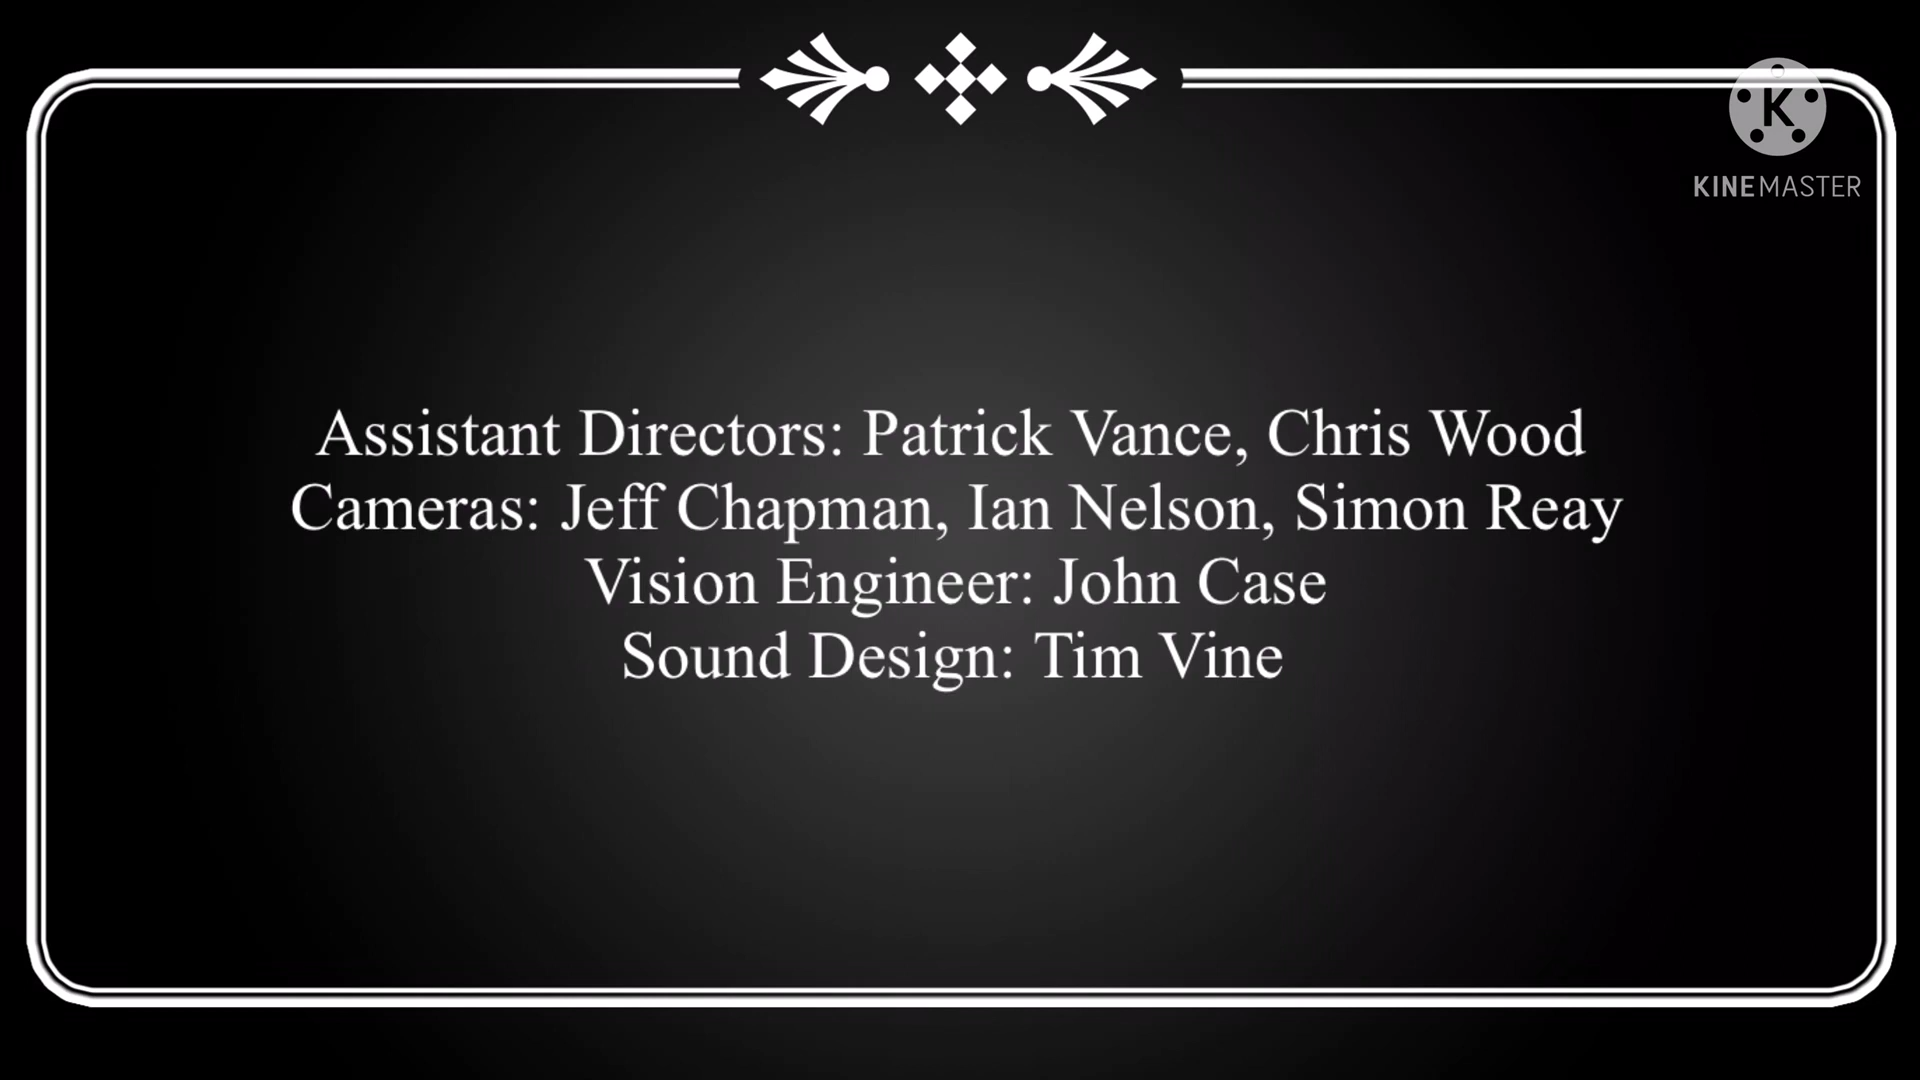 K
KINEMASTER
Assistant Directors: Patrick Vance, Chris Wood
Cameras: Jeff Chapman, Ian Nelson, Simon Reay
Vision Engineer: John Case
Sound Design: Tim Vine